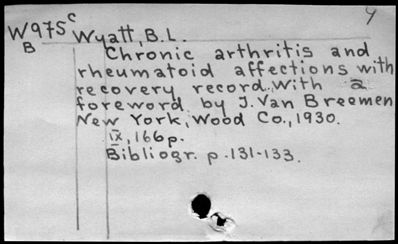 y
W975c Wyatt, B.L.
B
Chronic arthritis and
rheumatoid affections with
recovery record. With a
foreword by J. Van Breemen
New York, Wood Co., 1930.
ix, 166p.
Bibliogr. p. 131-133.